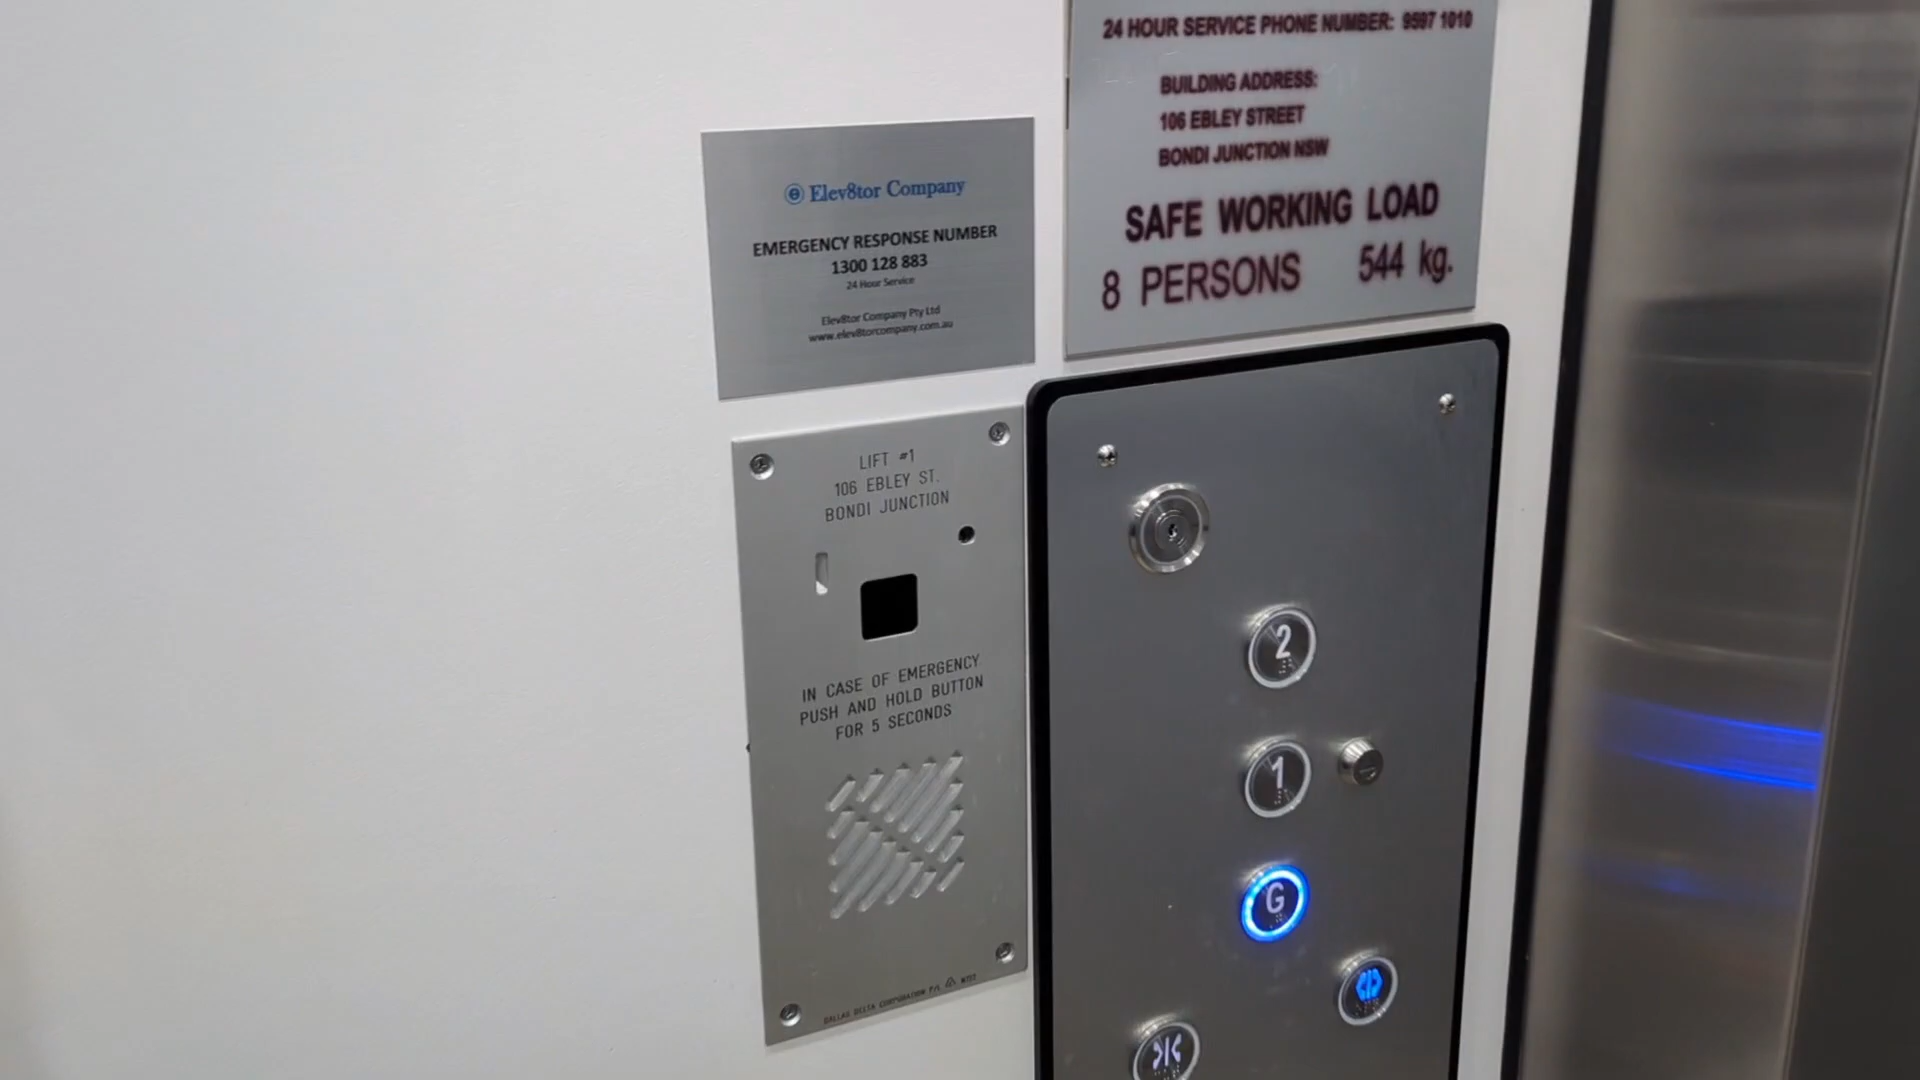 24 HOUR SERVICE PHONE NUMBER: 9597 1010
BUILDING ADDRESS:
106 EBLEY STREET
BONDI JUNCTION NSW
SAFE WORKING LOAD
8 PERSONS 544 kg.
Elev8tor Company
EMERGENCY RESPONSE NUMBER
1300 128 883
24 Hour Service
Elev8tor Company Pty Ltd
www.elev8torcompany.com.au
LIFT #1
106 EBLEY ST.
BONDI JUNCTION
IN CASE OF EMERGENCY
PUSH AND HOLD BUTTON
FOR 5 SECONDS
DALLAS DELTA CORPORATION P/L
2
1
G